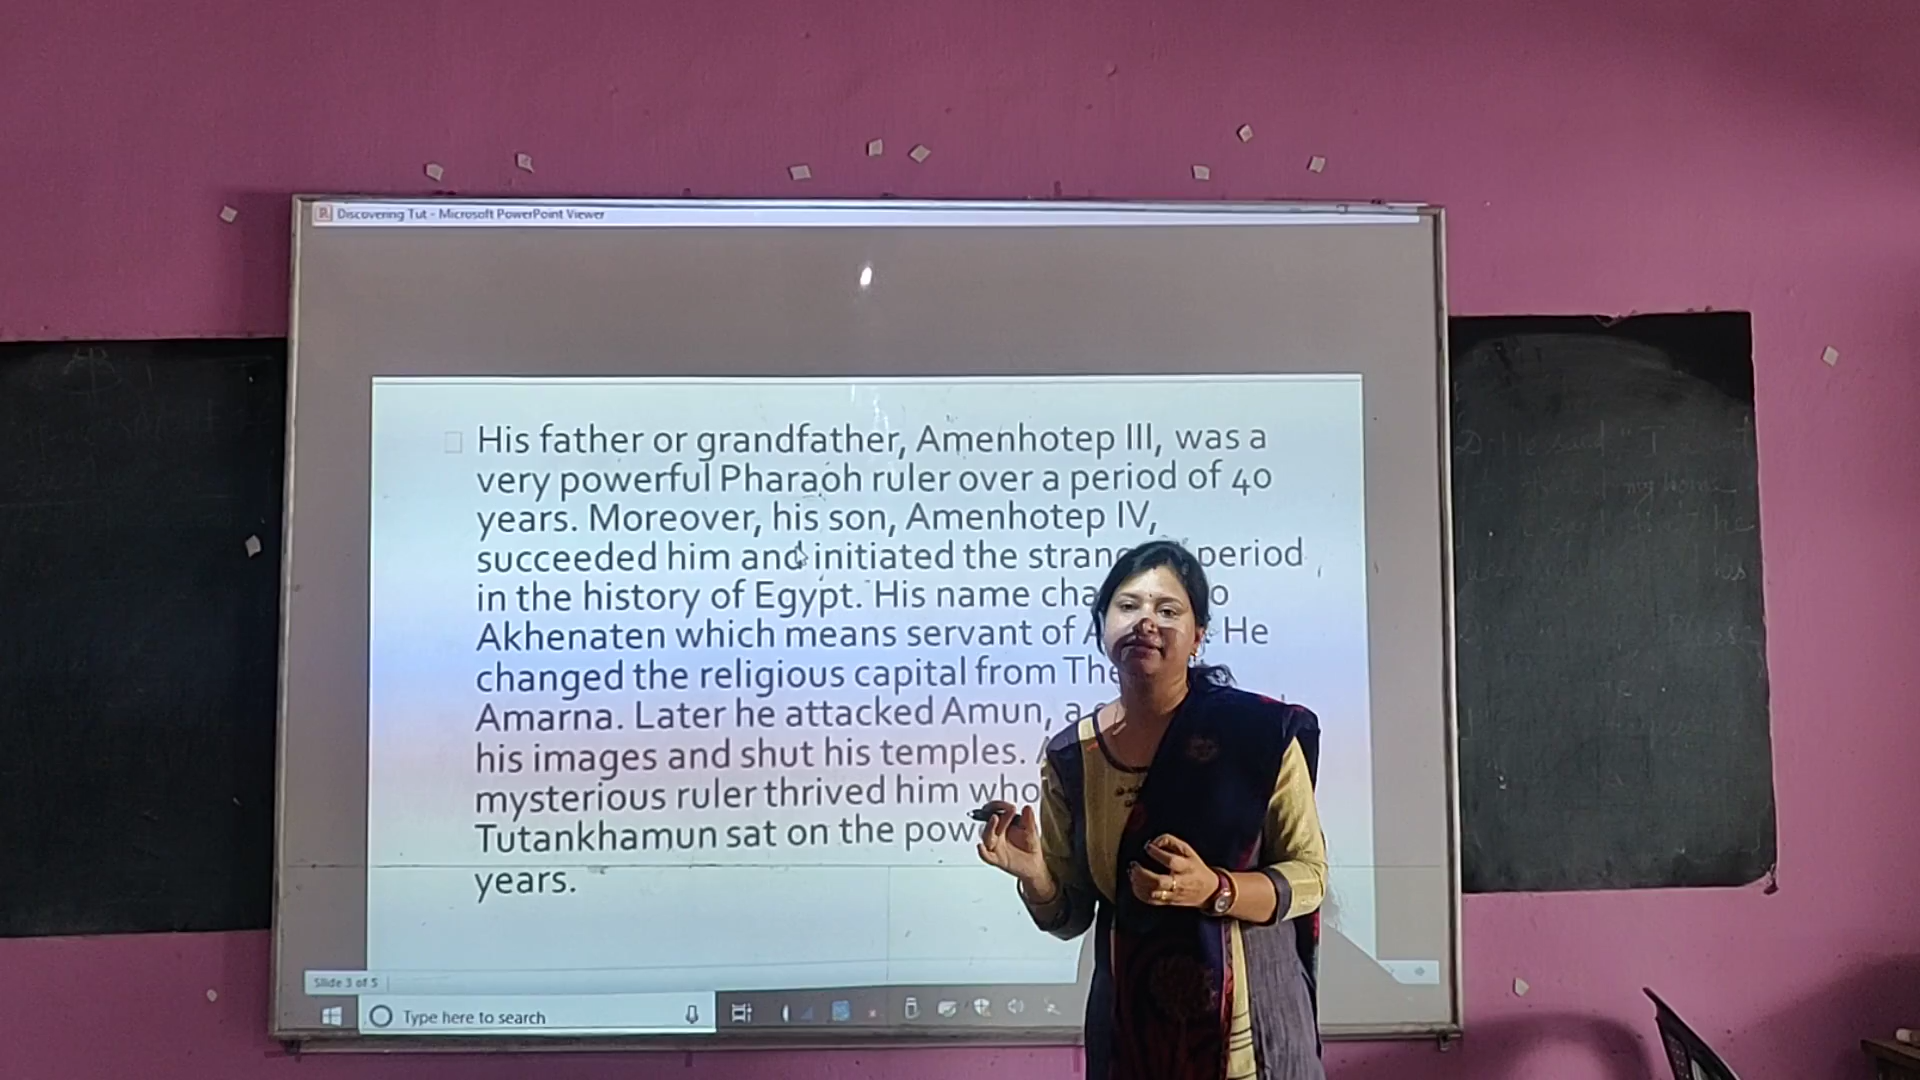 Discovering Tut - Microsoft PowerPoint Viewer
His father or grandfather, Amenhotep III, was a
very powerful Pharaoh ruler over a period of 40
years. Moreover, his son, Amenhotep IV,
succeeded him and initiated the period
in the history of Egypt. His name
Akhenaten which means servant of He
changed the religious capital from
Amarna. Later he attacked Amun, a
his images and shut his temples.
mysterious ruler thrived him who
Tutankhamun sat on the
years.
Slide 3 of 5
Type here to search